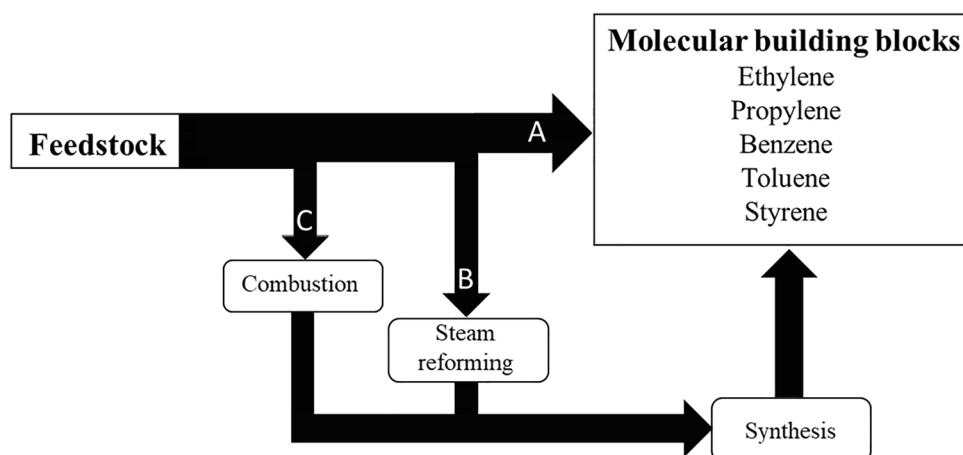 Molecular building blocks
Ethylene
Propylene
Benzene
Toluene
Styrene
Feedstock
A
C
B
Combustion
Steam
reforming
Synthesis